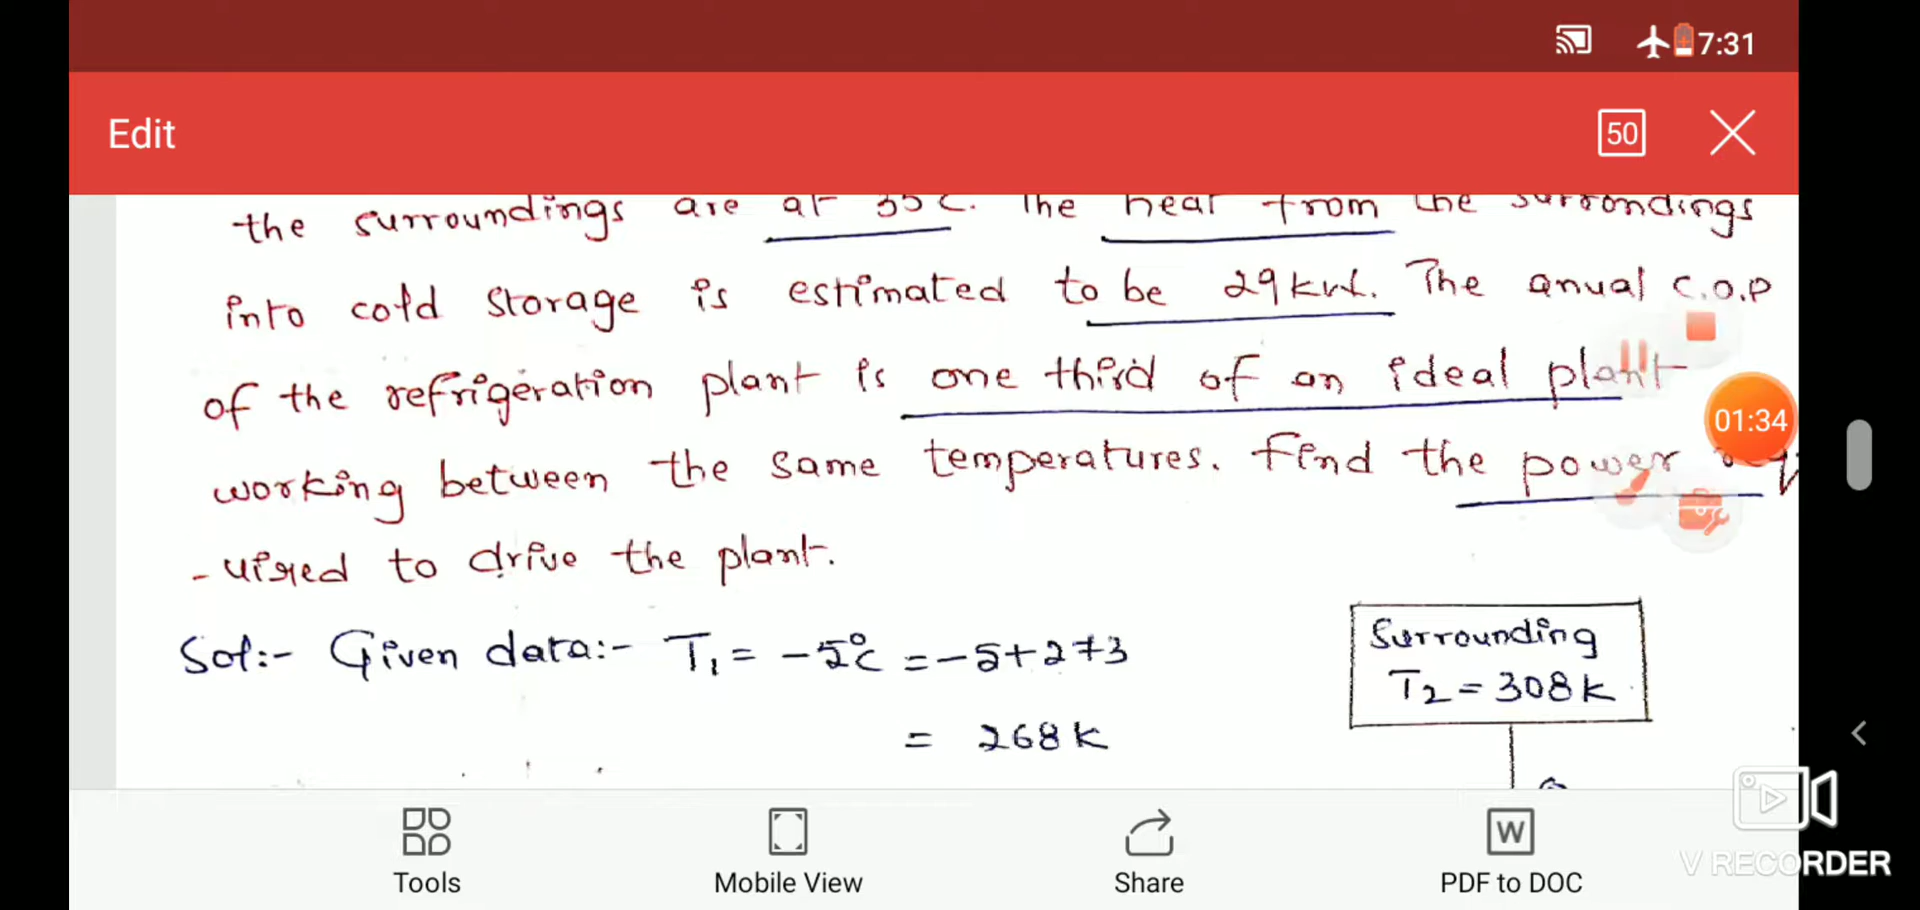 7:31
Edit
50
the surroundings are at 35°C. The heat from the surrondings
into cold storage is estimated to be 29kW. The anual C.O.P
of the refrigeration plant is one third of an ideal plant
01:34
working between the same temperatures. Find the power
-uired to drive the plant.
Sol:- Given data:- T1 = -5°C = -5+273
= 268 K
Surrounding
T2 = 308 K
Tools
Mobile View
Share
W
PDF to DOC
V RECORDER